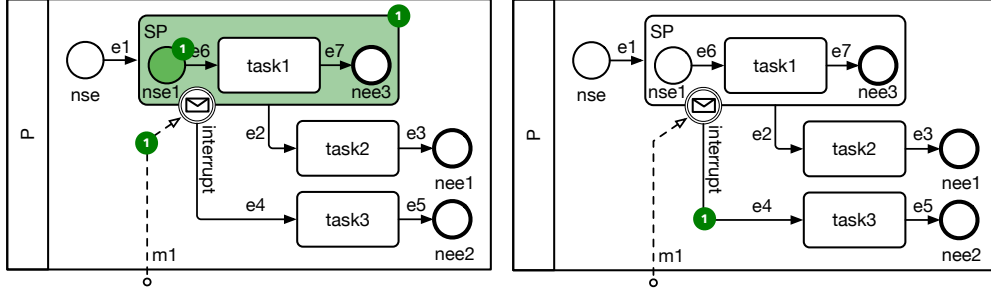 P
nse
e1
SP
1
1
e6
nse1
task1
e7
nee3
1
interrupt
e2
task2
e3
nee1
e4
task3
e5
nee2
m1
P
nse
e1
SP
e6
nse1
task1
e7
nee3
interrupt
e2
task2
e3
nee1
1
e4
task3
e5
nee2
m1